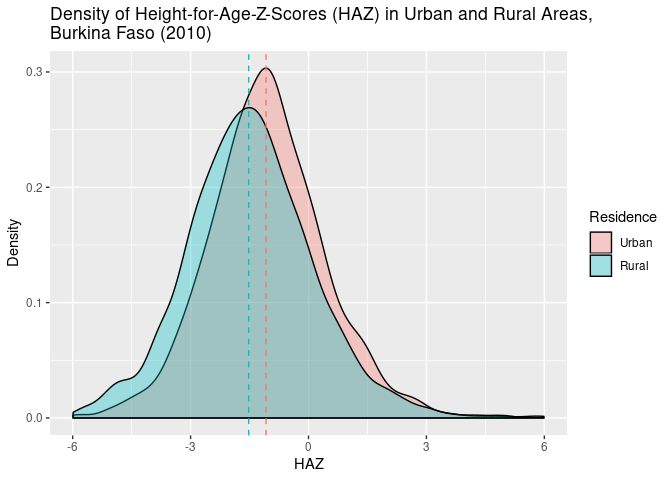 Density of Height-for-Age-Z-Scores (HAZ) in Urban and Rural Areas,
Burkina Faso (2010)
0.3
0.2
0.1
0.0
Density
-6
-3
0
3
6
HAZ
Residence
Urban
Rural